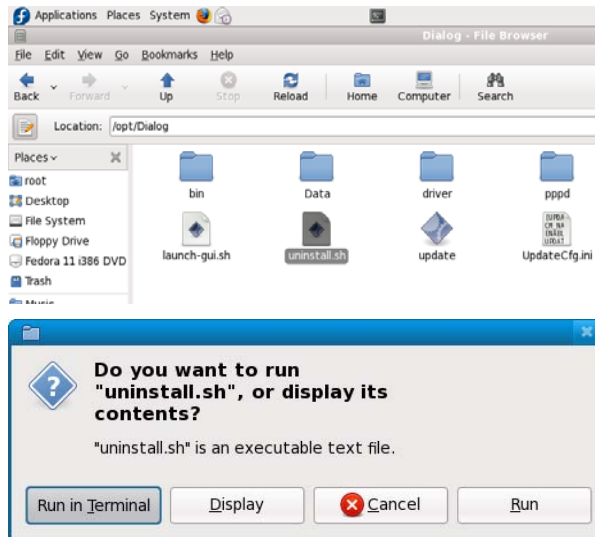 Applications Places System
Dialog - File Browser
File Edit View Go Bookmarks Help
Back Forward Up Stop Reload Home Computer Search
Location: /opt/Dialog
Places
root
Desktop
File System
Floppy Drive
Fedora 11 i386 DVD
Trash
Music
bin Data driver pppd
launch-gui.sh uninstall.sh update UpdateCfg.ini
Do you want to run
"uninstall.sh", or display its
contents?
"uninstall.sh" is an executable text file.
Run in Terminal Display Cancel Run